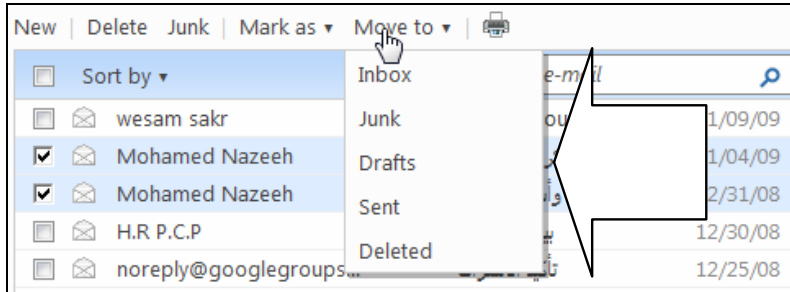 New | Delete Junk | Mark as ▾ Move to ▾ |
Sort by ▾
Inbox
Junk
Drafts
Sent
Deleted
wesam sakr 1/09/09
Mohamed Nazeeh 1/04/09
Mohamed Nazeeh 2/31/08
H.R P.C.P 12/30/08
noreply@googlegroups... 12/25/08